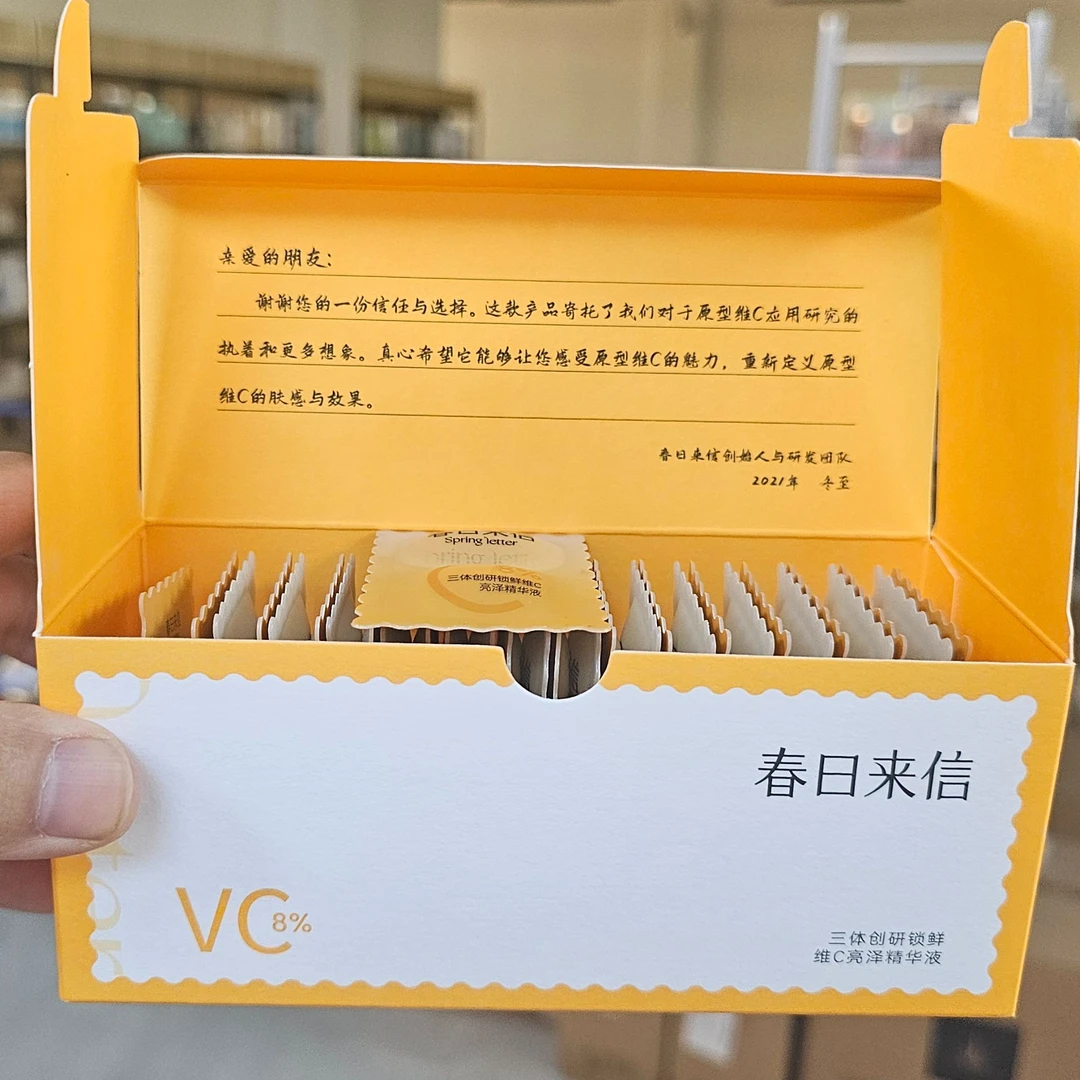 亲爱的朋友：
谢谢您的一份信任与选择。这款产品寄托了我们对于原型维C应用研究的
执着和更多想象。真心希望它能够让您感受原型维C的魅力，重新定义原型
维C的肤感与效果。
春日来信创始人与研发团队
2021年 冬至
春日来信
Spring letter
三体创研锁鲜维C
亮泽精华液
春日来信
VC 8%
三体创研锁鲜
维C亮泽精华液